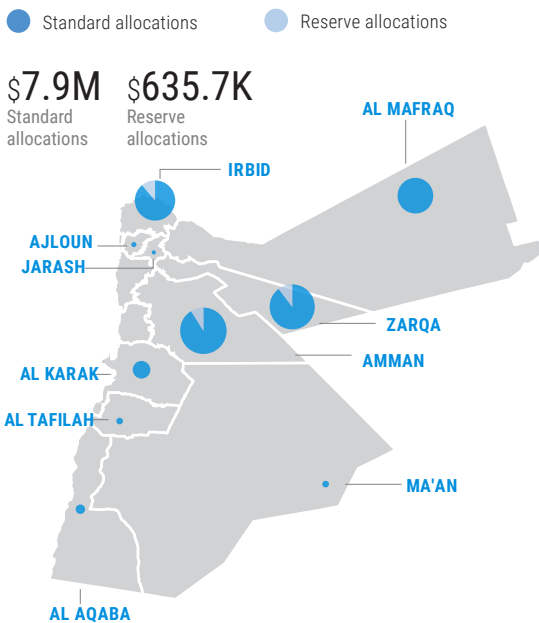 Standard allocations
Reserve allocations
$7.9M
Standard
allocations
$635.7K
Reserve
allocations
AL MAFRAQ
IRBID
AJLOUN
JARASH
ZARQA
AMMAN
AL KARAK
AL TAFILAH
MA'AN
AL AQABA